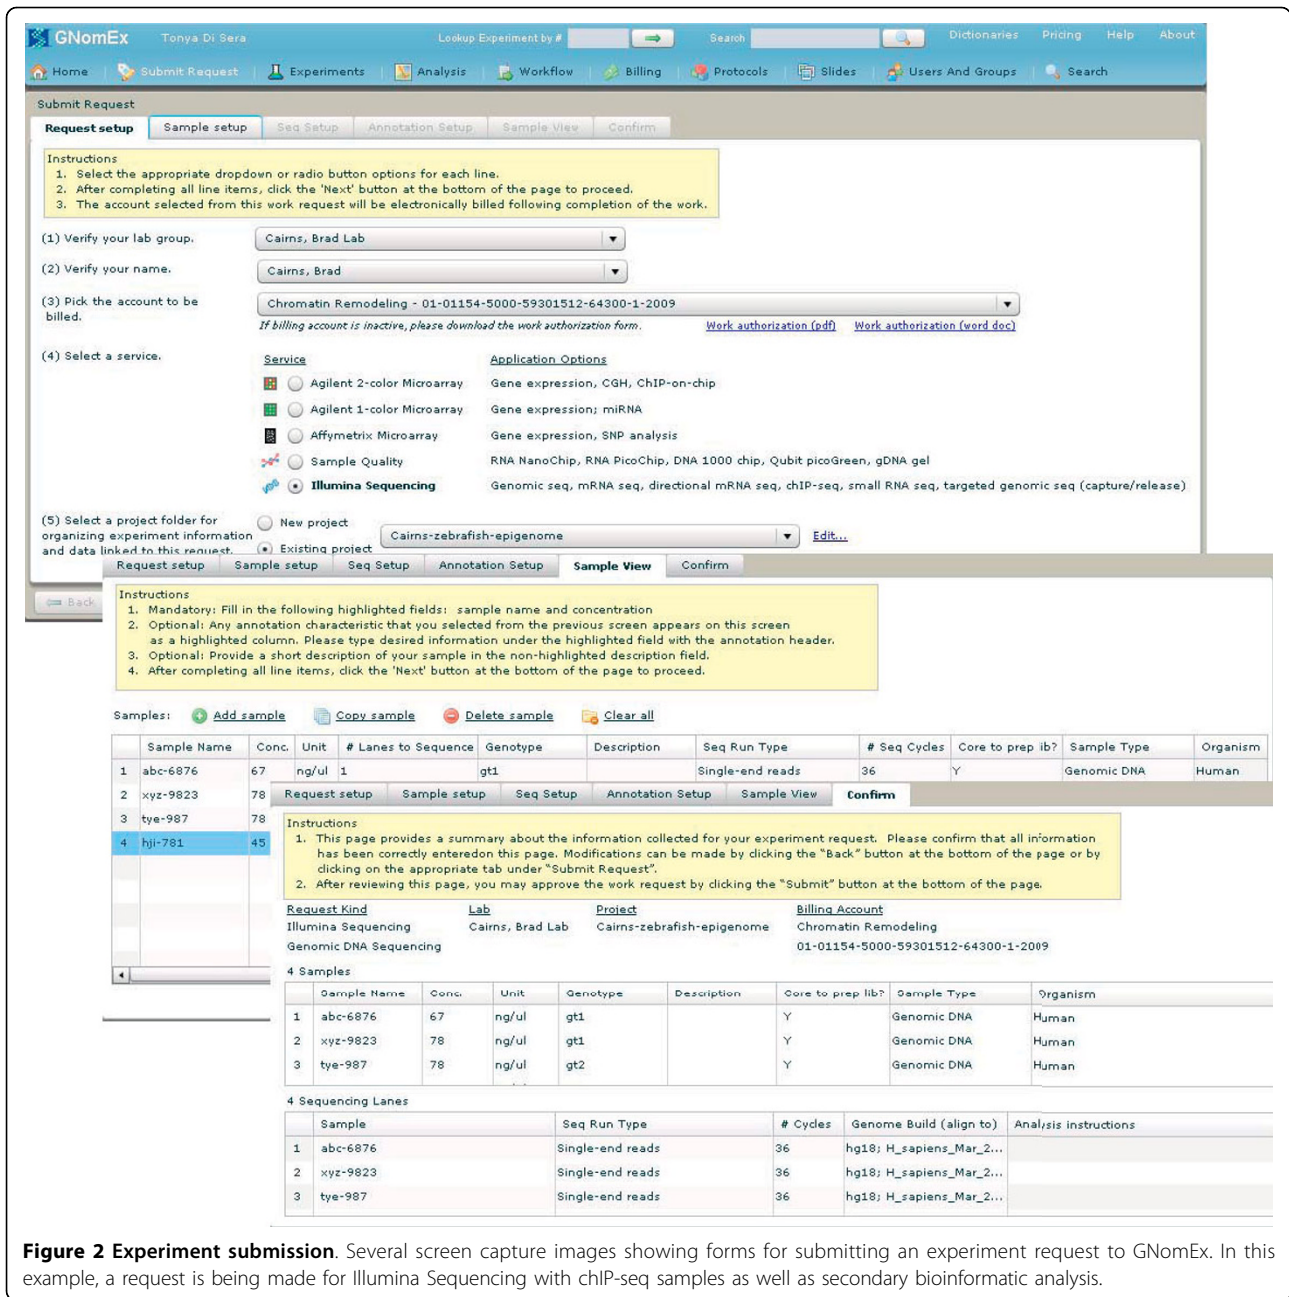 GNomEx Tonya Di Sera Lookup Experiment by # Search Dictionaries Pricing Help About
Home Submit Request Experiments Analysis Workflow Billing Protocols Slides Users And Groups Search
Submit Request
Request setup Sample setup Seq Setup Annotation Setup Sample View Confirm
Instructions
1. Select the appropriate dropdown or radio button options for each line.
2. After completing all line items, click the 'Next' button at the bottom of the page to proceed.
3. The account selected from this work request will be electronically billed following completion of the work.
(1) Verify your lab group. Cairns, Brad Lab
(2) Verify your name. Cairns, Brad
(3) Pick the account to be billed. Chromatin Remodeling - 01-01154-5000-59301512-64300-1-2009
If billing account is inactive, please download the work authorization form. Work authorization (pdf) Work authorization (word doc)
(4) Select a service. Service Application Options
Agilent 2-color Microarray Gene expression, CGH, ChIP-on-chip
Agilent 1-color Microarray Gene expression; miRNA
Affymetrix Microarray Gene expression, SNP analysis
Sample Quality RNA NanoChip, RNA PicoChip, DNA 1000 chip, Qubit picoGreen, gDNA gel
Illumina Sequencing Genomic seq, mRNA seq, directional mRNA seq, chIP-seq, small RNA seq, targeted genomic seq (capture/release)
(5) Select a project folder for New project
organizing experiment information Cairns-zebrafish-epigenome Edit...
and data linked to this request. Existing project
Back
Request setup Sample setup Seq Setup Annotation Setup Sample View Confirm
Instructions
1. Mandatory: Fill in the following highlighted fields: sample name and concentration
2. Optional: Any annotation characteristic that you selected from the previous screen appears on this screen
as a highlighted column. Please type desired information under the highlighted field with the annotation header.
3. Optional: Provide a short description of your sample in the non-highlighted description field.
4. After completing all line items, click the 'Next' button at the bottom of the page to proceed.
Samples: Add sample Copy sample Delete sample Clear all
Sample Name Conc. Unit # Lanes to Sequence Genotype Description Seq Run Type # Seq Cycles Core to prep lib? Sample Type Organism
1 abc-6876 67 ng/ul 1 gt1 Single-end reads 36 Y Genomic DNA Human
2 xyz-9823 78
3 tye-987 78
4 hji-781 45
Request setup Sample setup Seq Setup Annotation Setup Sample View Confirm
Instructions
1. This page provides a summary about the information collected for your experiment request. Please confirm that all information
has been correctly enteredon this page. Modifications can be made by clicking the "Back" button at the bottom of the page or by
clicking on the appropriate tab under "Submit Request".
2. After reviewing this page, you may approve the work request by clicking the "Submit" button at the bottom of the page.
Request Kind Lab Project Billing Account
Illumina Sequencing Cairns, Brad Lab Cairns-zebrafish-epigenome Chromatin Remodeling
Genomic DNA Sequencing 01-01154-5000-59301512-64300-1-2009
4 Samples
Sample Name Conc. Unit Genotype Description Core to prep lib? Sample Type Organism
1 abc-6876 67 ng/ul gt1 Y Genomic DNA Human
2 xyz-9823 78 ng/ul gt1 Y Genomic DNA Human
3 tye-987 78 ng/ul gt2 Y Genomic DNA Human
4 Sequencing Lanes
Sample Seq Run Type # Cycles Genome Build (align to) Analysis instructions
1 abc-6876 Single-end reads 36 hg18; H_sapiens_Mar_2...
2 xyz-9823 Single-end reads 36 hg18; H_sapiens_Mar_2...
3 tye-987 Single-end reads 36 hg18; H_sapiens_Mar_2...
Figure 2 Experiment submission. Several screen capture images showing forms for submitting an experiment request to GNomEx. In this
example, a request is being made for Illumina Sequencing with chIP-seq samples as well as secondary bioinformatic analysis.